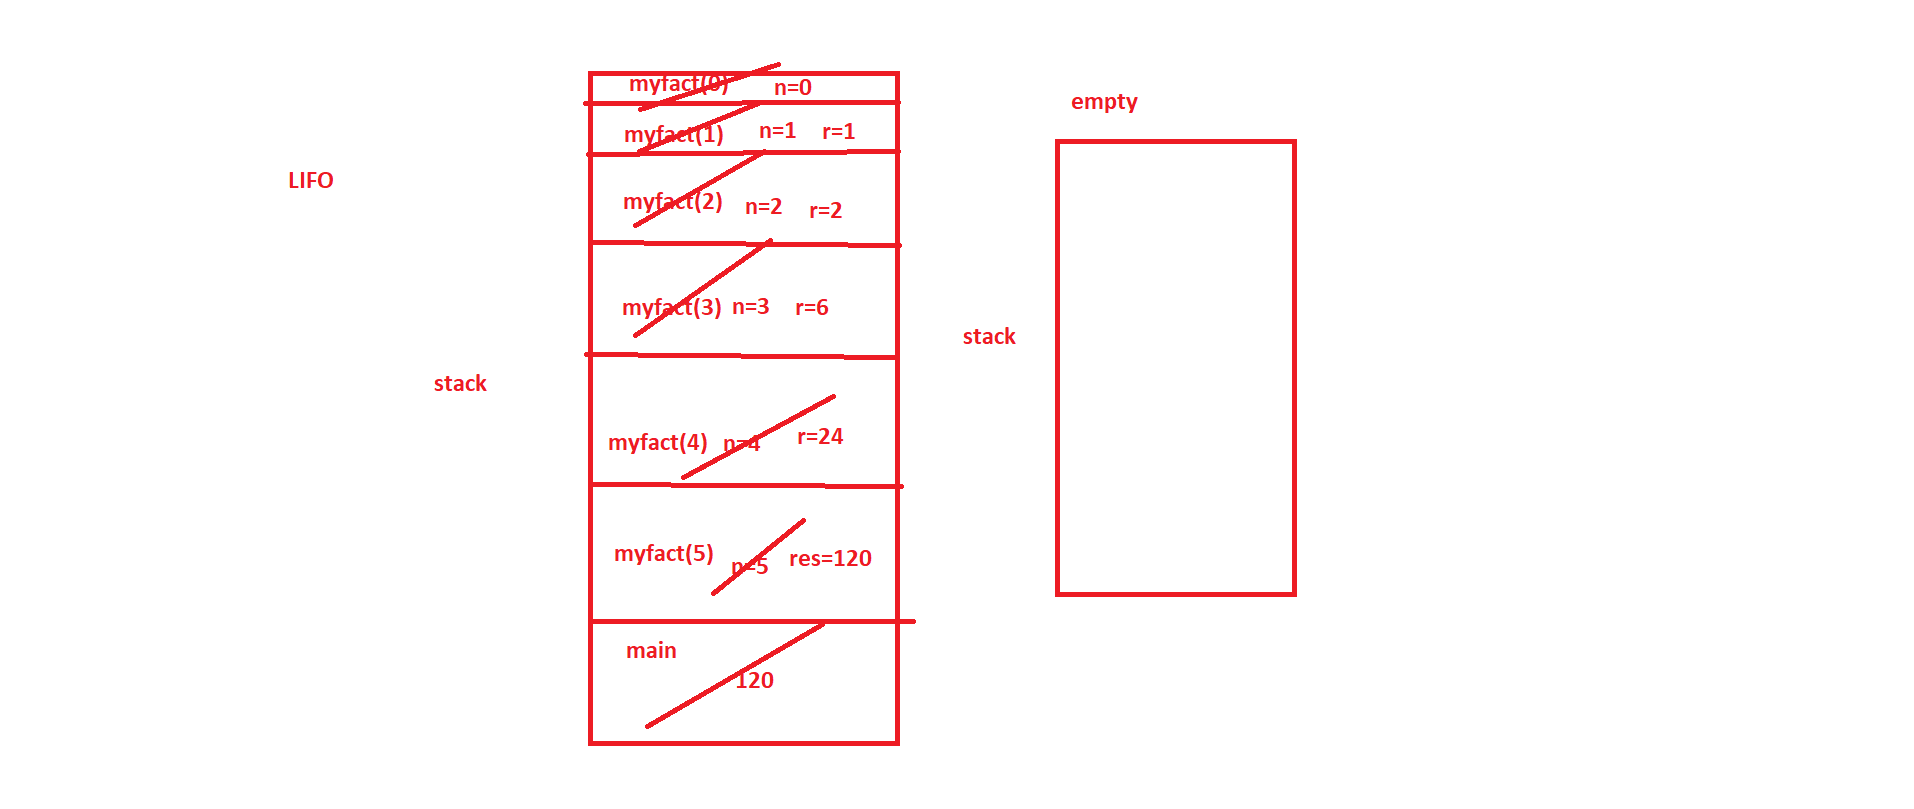 LIFO
stack
myfact(0) n=0
myfact(1) n=1 r=1
myfact(2) n=2 r=2
myfact(3) n=3 r=6
myfact(4) n=4 r=24
myfact(5) n=5 res=120
main
120
empty
stack